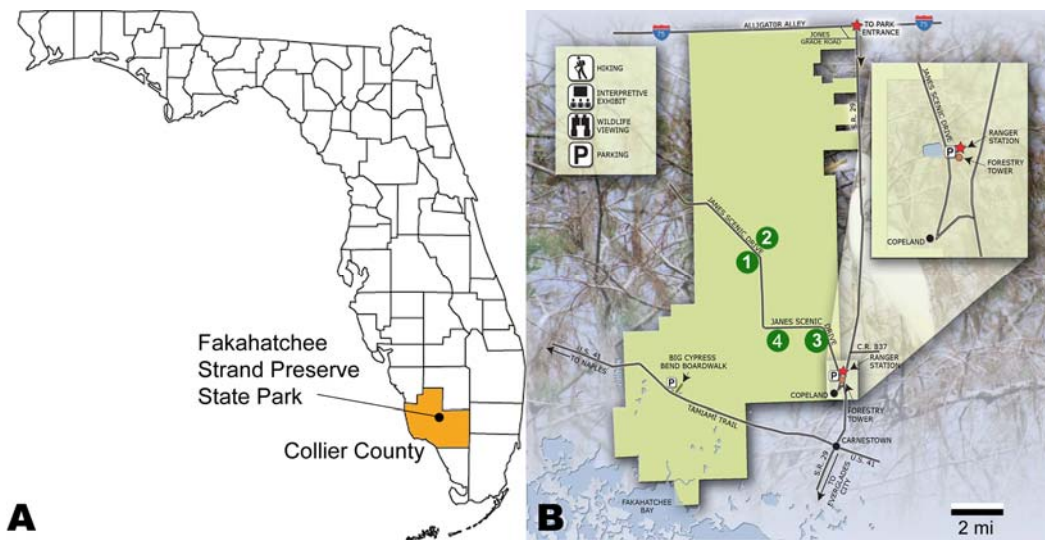 Fakahatchee
Strand Preserve
State Park
Collier County
A
ALLIGATOR ALLEY
75
TO PARK
ENTRANCE
75
JONES
GRADE ROAD
S.R. 29
HIKING
INTERPRETIVE
EXHIBIT
WILDLIFE
VIEWING
P
PARKING
JANES SCENIC DRIVE
P
RANGER
STATION
FORESTRY
TOWER
COPELAND
JANES SCENIC DRIVE
2
1
JANES SCENIC
DRIVE
4
3
C.R. 837
RANGER
STATION
P
COPELAND
FORESTRY
TOWER
U.S. 41
TO NAPLES
BIG CYPRESS
BEND BOARDWALK
P
TAMIAMI TRAIL
CARNESTOWN
S.R. 29
U.S. 41
TO
EVERGLADES
CITY
FAKAHATCHEE
BAY
B
2 mi